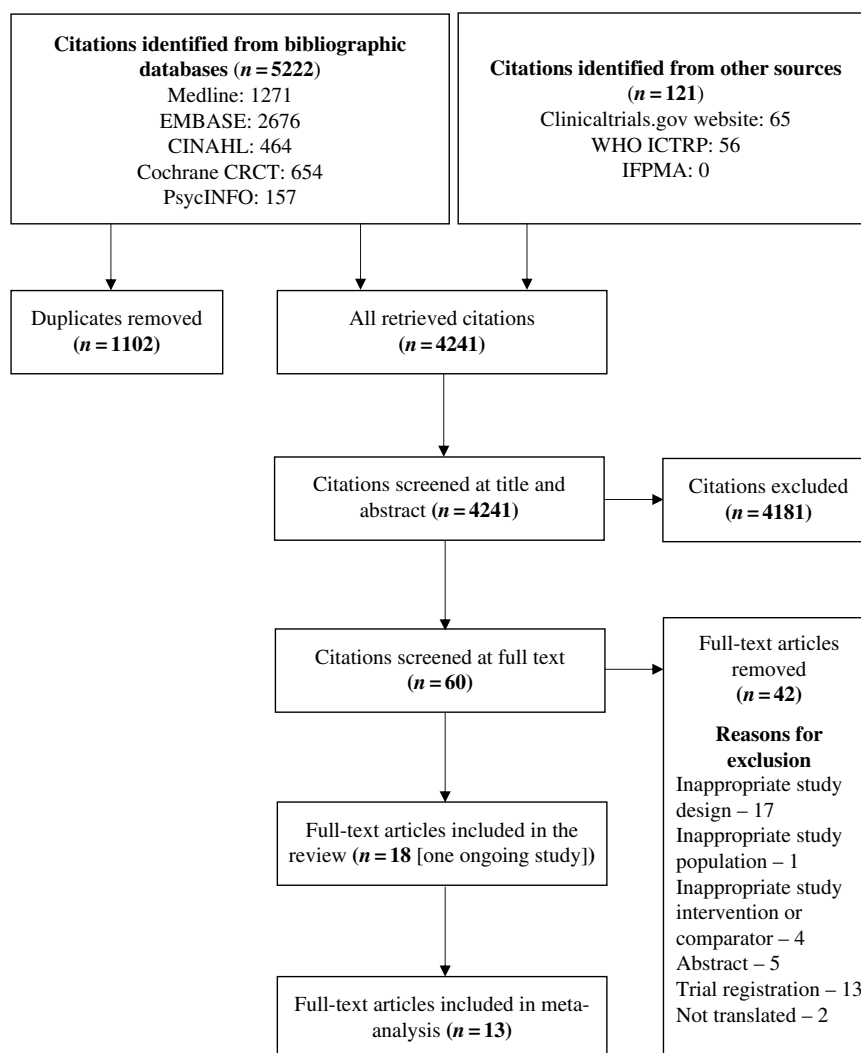 Citations identified from bibliographic
databases (n = 5222)
Medline: 1271
EMBASE: 2676
CINAHL: 464
Cochrane CRCT: 654
PsycINFO: 157
Citations identified from other sources
(n = 121)
Clinicaltrials.gov website: 65
WHO ICTRP: 56
IFPMA: 0
Duplicates removed
(n = 1102)
All retrieved citations
(n = 4241)
Citations screened at title and
abstract (n = 4241)
Citations excluded
(n = 4181)
Citations screened at full text
(n = 60)
Full-text articles
removed
(n = 42)
Reasons for
exclusion
Inappropriate study
design – 17
Inappropriate study
population – 1
Inappropriate study
intervention or
comparator – 4
Abstract – 5
Trial registration – 13
Not translated – 2
Full-text articles included in the
review (n = 18 [one ongoing study])
Full-text articles included in meta-
analysis (n = 13)